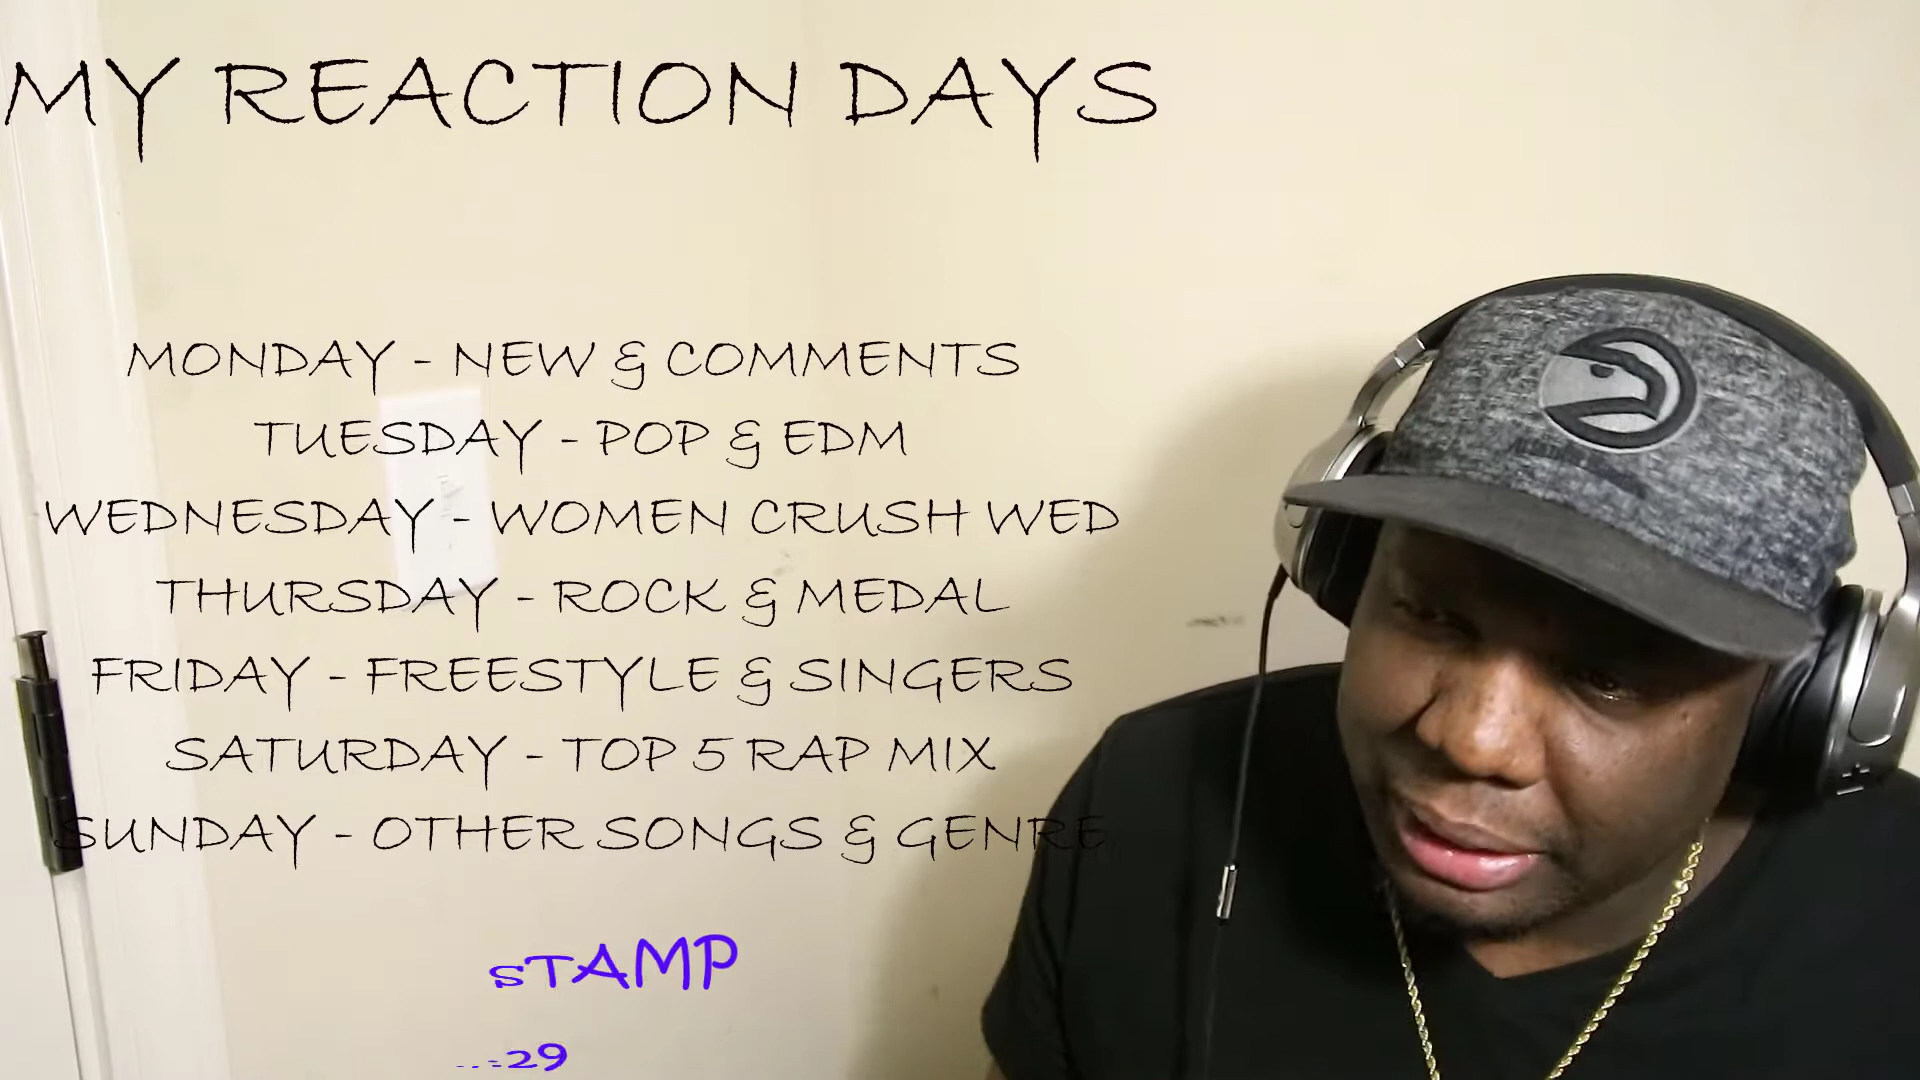 MY REACTION DAYS
MONDAY - NEW & COMMENTS
TUESDAY - POP & EDM
WEDNESDAY - WOMEN CRUSH WED
THURSDAY - ROCK & MEDAL
FRIDAY - FREESTYLE & SINGERS
SATURDAY - TOP 5 RAP MIX
SUNDAY - OTHER SONGS & GENRE
STAMP
:29